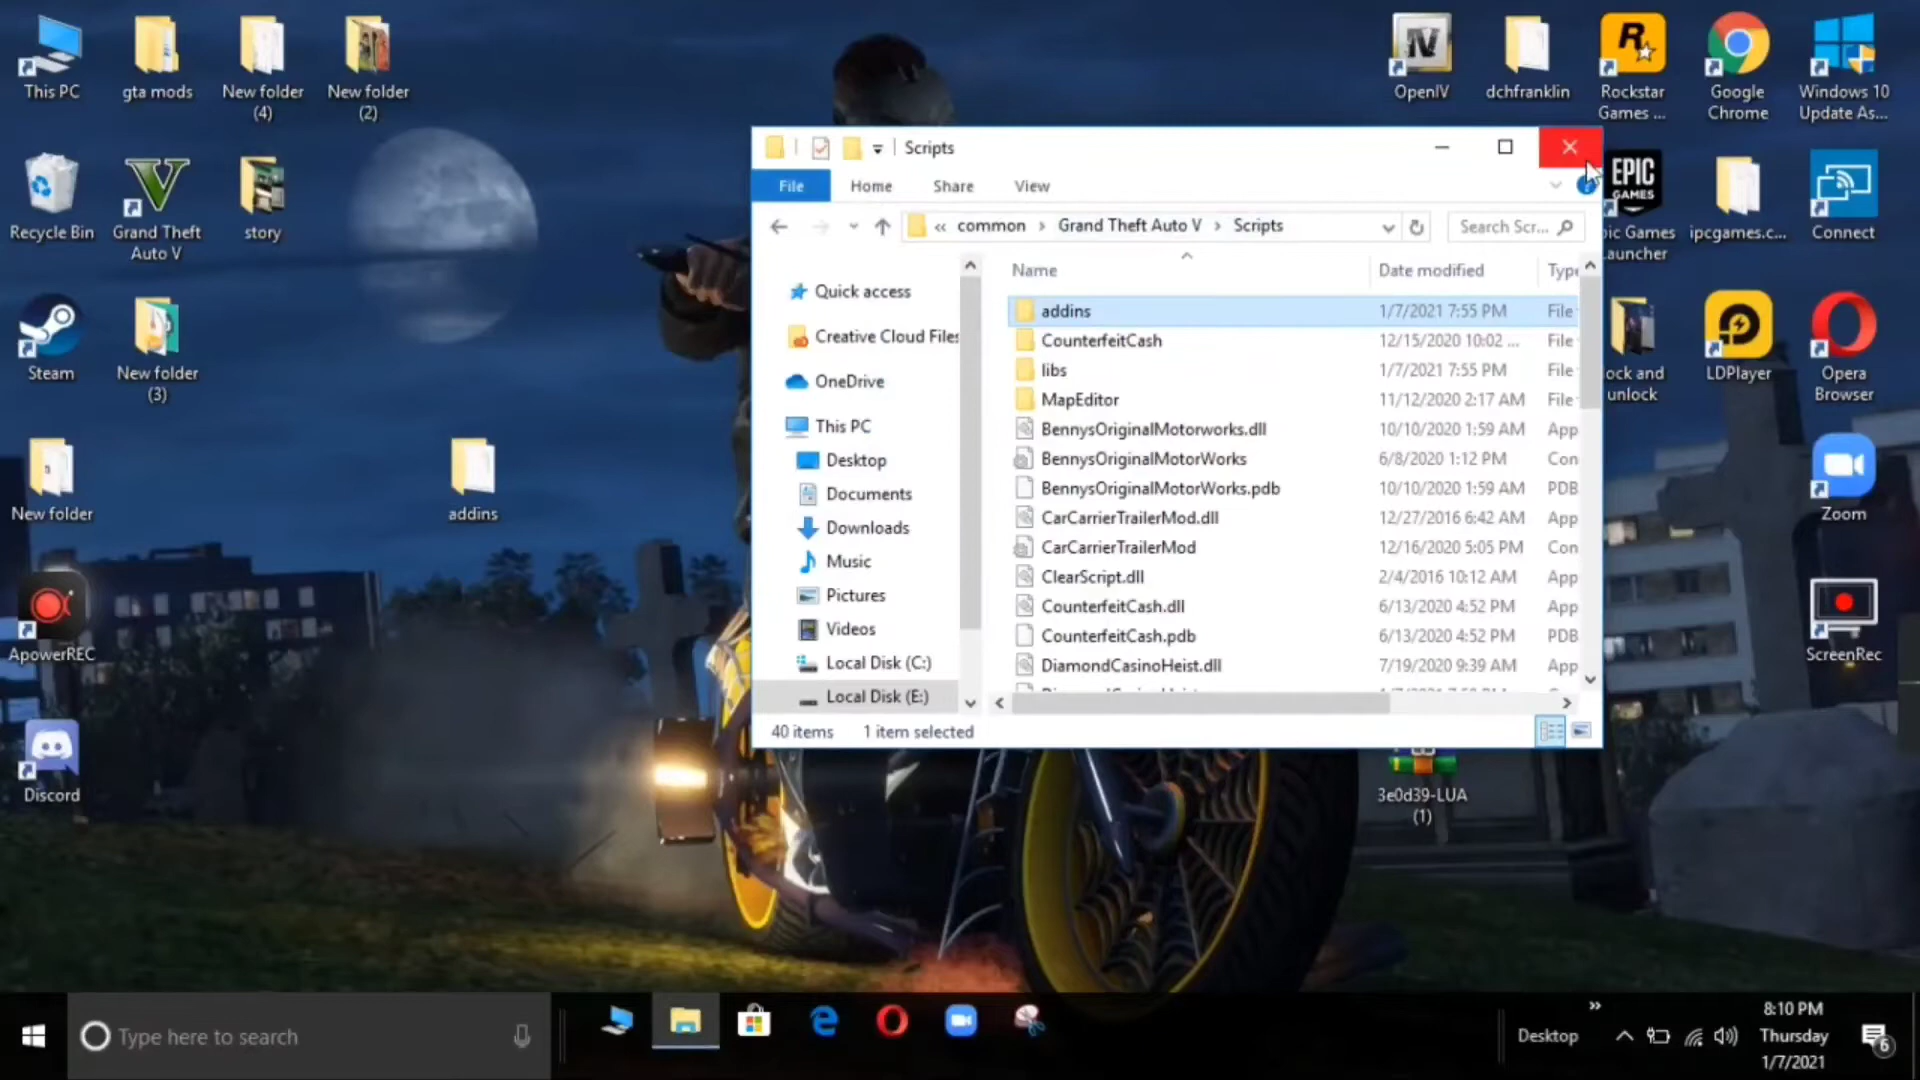 This PC
gta mods
New folder
(4)
New folder
(2)
OpenIV
dchfranklin
Rockstar
Games ...
Google
Chrome
Windows 10
Update As...
Recycle Bin
Grand Theft
Auto V
story
EPIC
GAMES
Games
auncher
ipcgames.c...
Connect
Steam
New folder
(3)
ock and
unlock
LDPlayer
Opera
Browser
New folder
addins
Zoom
ApowerREC
ScreenRec
Discord
3e0d39-LUA
(1)
Scripts
File
Home
Share
View
« common › Grand Theft Auto V › Scripts
Search Scr...
Quick access
Creative Cloud Files
OneDrive
This PC
Desktop
Documents
Downloads
Music
Pictures
Videos
Local Disk (C:)
Local Disk (E:)
Name Date modified Type
addins 1/7/2021 7:55 PM File
CounterfeitCash 12/15/2020 10:02 ... File
libs 1/7/2021 7:55 PM File
MapEditor 11/12/2020 2:17 AM File
BennysOriginalMotorworks.dll 10/10/2020 1:59 AM App
BennysOriginalMotorWorks 6/8/2020 1:12 PM Con
BennysOriginalMotorWorks.pdb 10/10/2020 1:59 AM PDB
CarCarrierTrailerMod.dll 12/27/2016 6:42 AM App
CarCarrierTrailerMod 12/16/2020 5:05 PM Con
ClearScript.dll 2/4/2016 10:12 AM App
CounterfeitCash.dll 6/13/2020 4:52 PM App
CounterfeitCash.pdb 6/13/2020 4:52 PM PDB
DiamondCasinoHeist.dll 7/19/2020 9:39 AM App
40 items 1 item selected
Type here to search
Desktop
8:10 PM
Thursday
1/7/2021
6